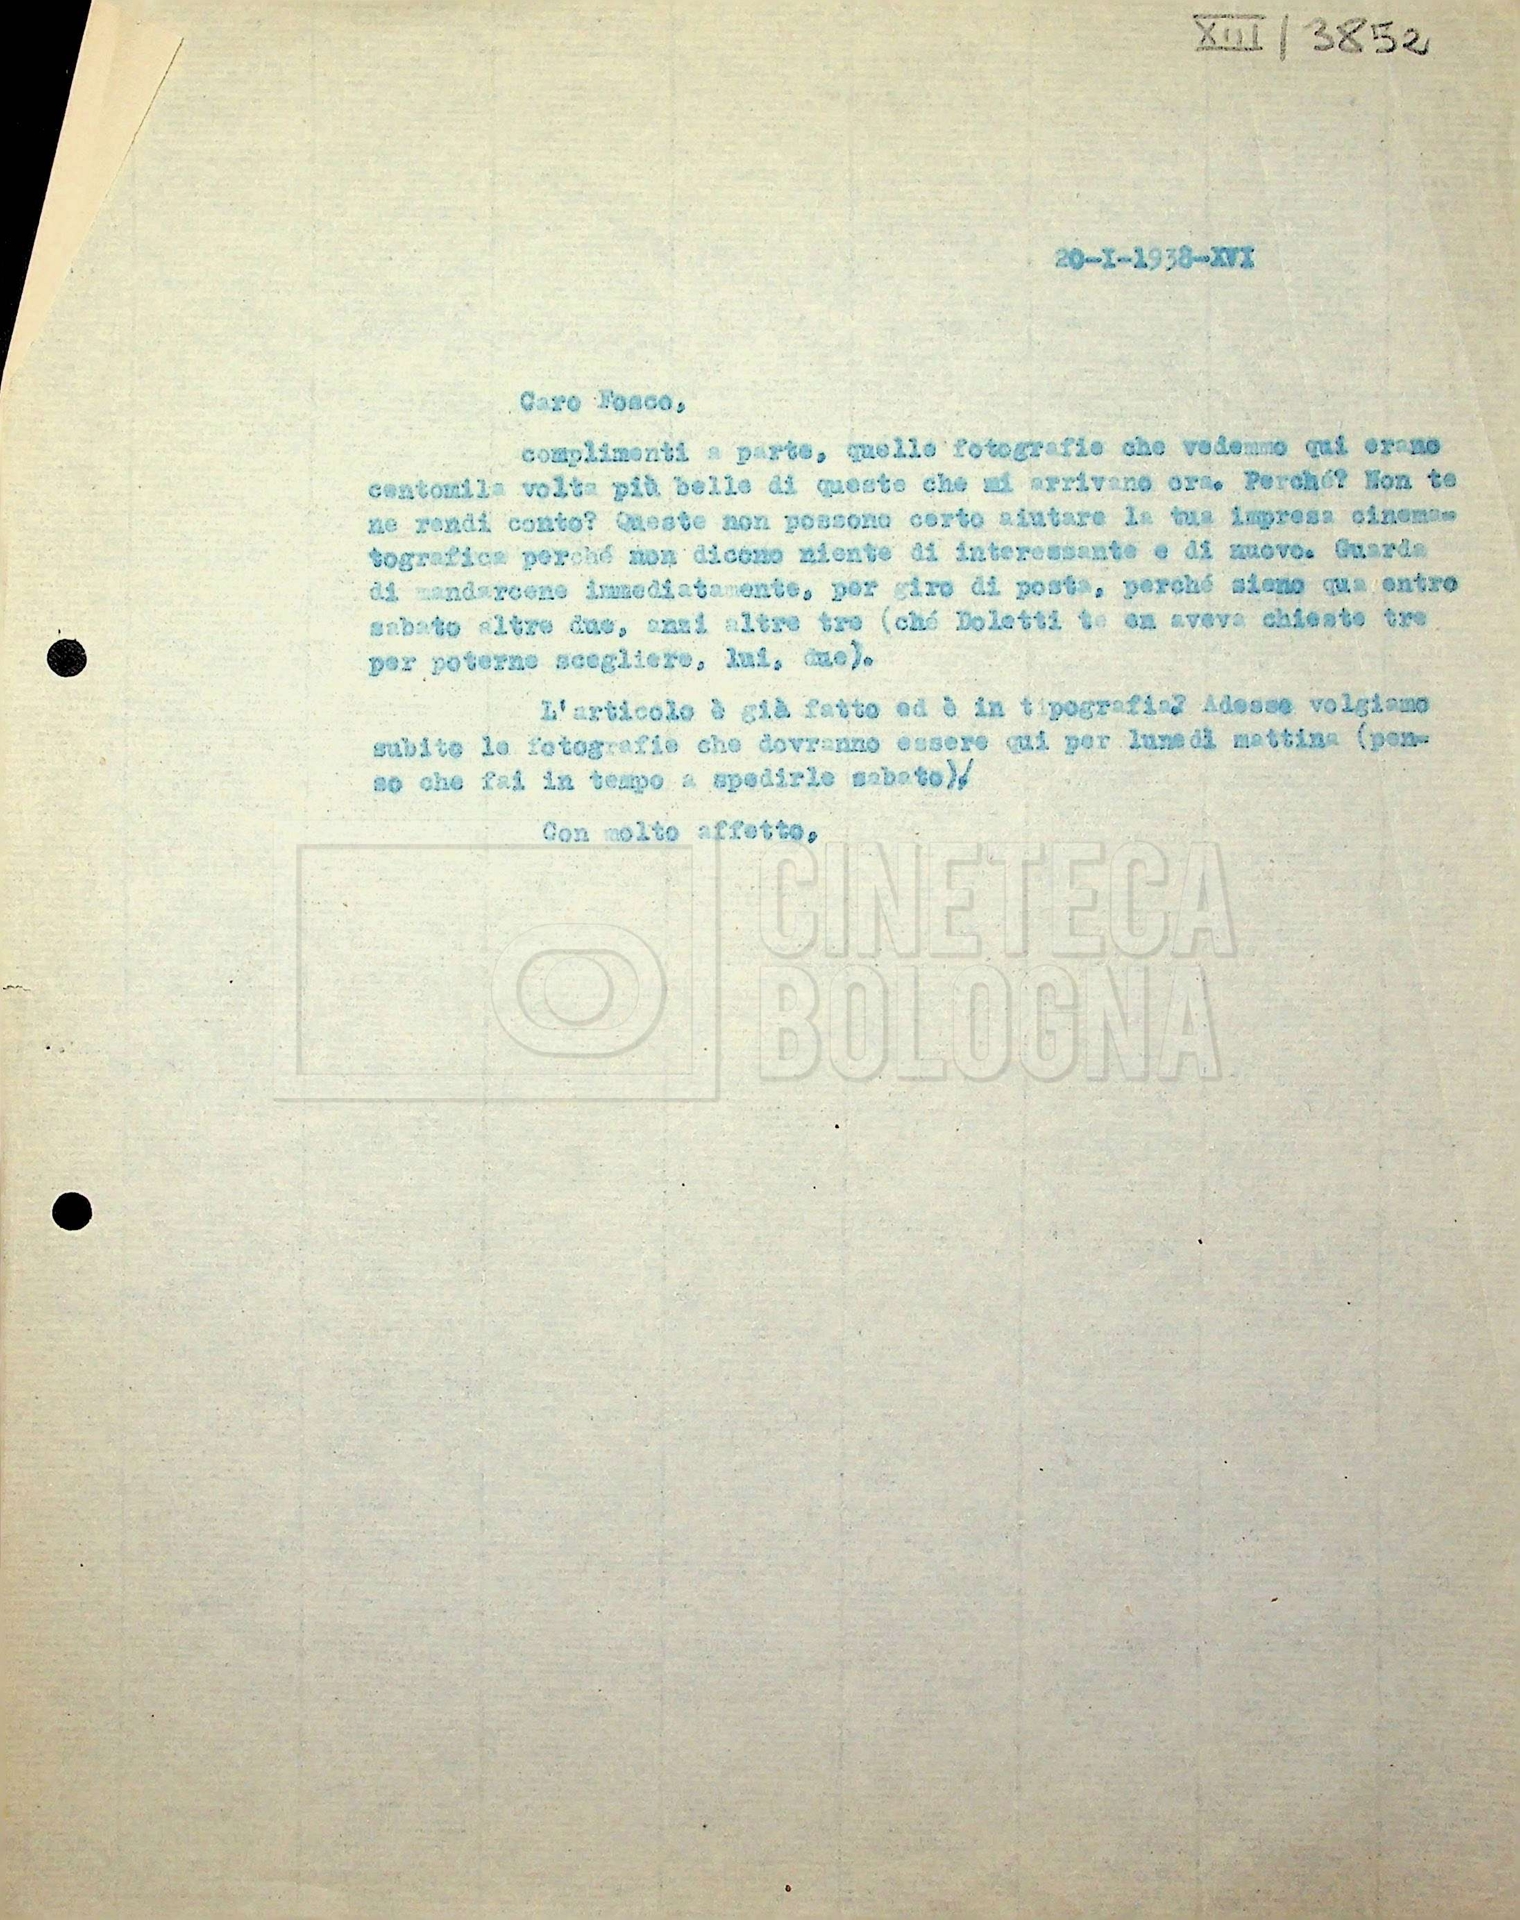 XIII / 3852
20-I-1938-XVI
Caro Fosco,
complimenti a parte, quelle fotografie che vedemmo qui erano
centomila volte più belle di queste che mi arrivano ora. Perché? Non te
ne rendi conto? Queste non possono certo aiutare la tua impresa cinema-
tografica perché non dicono niente di interessante e di nuovo. Guarda
di mandarcene immediatamente, per giro di posta, perché sieno qua entro
sabato altre due, anzi altre tre (ché Doletti te en aveva chieste tre
per poterne scegliere, lui, due).
L'articolo è già fatto ed è in tipografia? Adesso volgiamo
subito le fotografie che dovranno essere qui per lunedì mattina (pen-
so che fai in tempo a spedirle sabato)!
Con molto affetto,
CINETECA
BOLOGNA